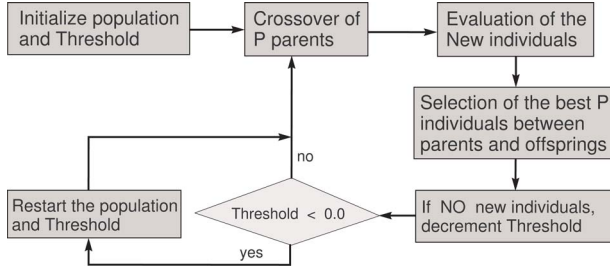 Initialize population
and Threshold
Crossover of
P parents
Evaluation of the
New individuals
Selection of the best P
individuals between
parents and offsprings
If NO new individuals,
decrement Threshold
Threshold < 0.0
no
yes
Restart the population
and Threshold